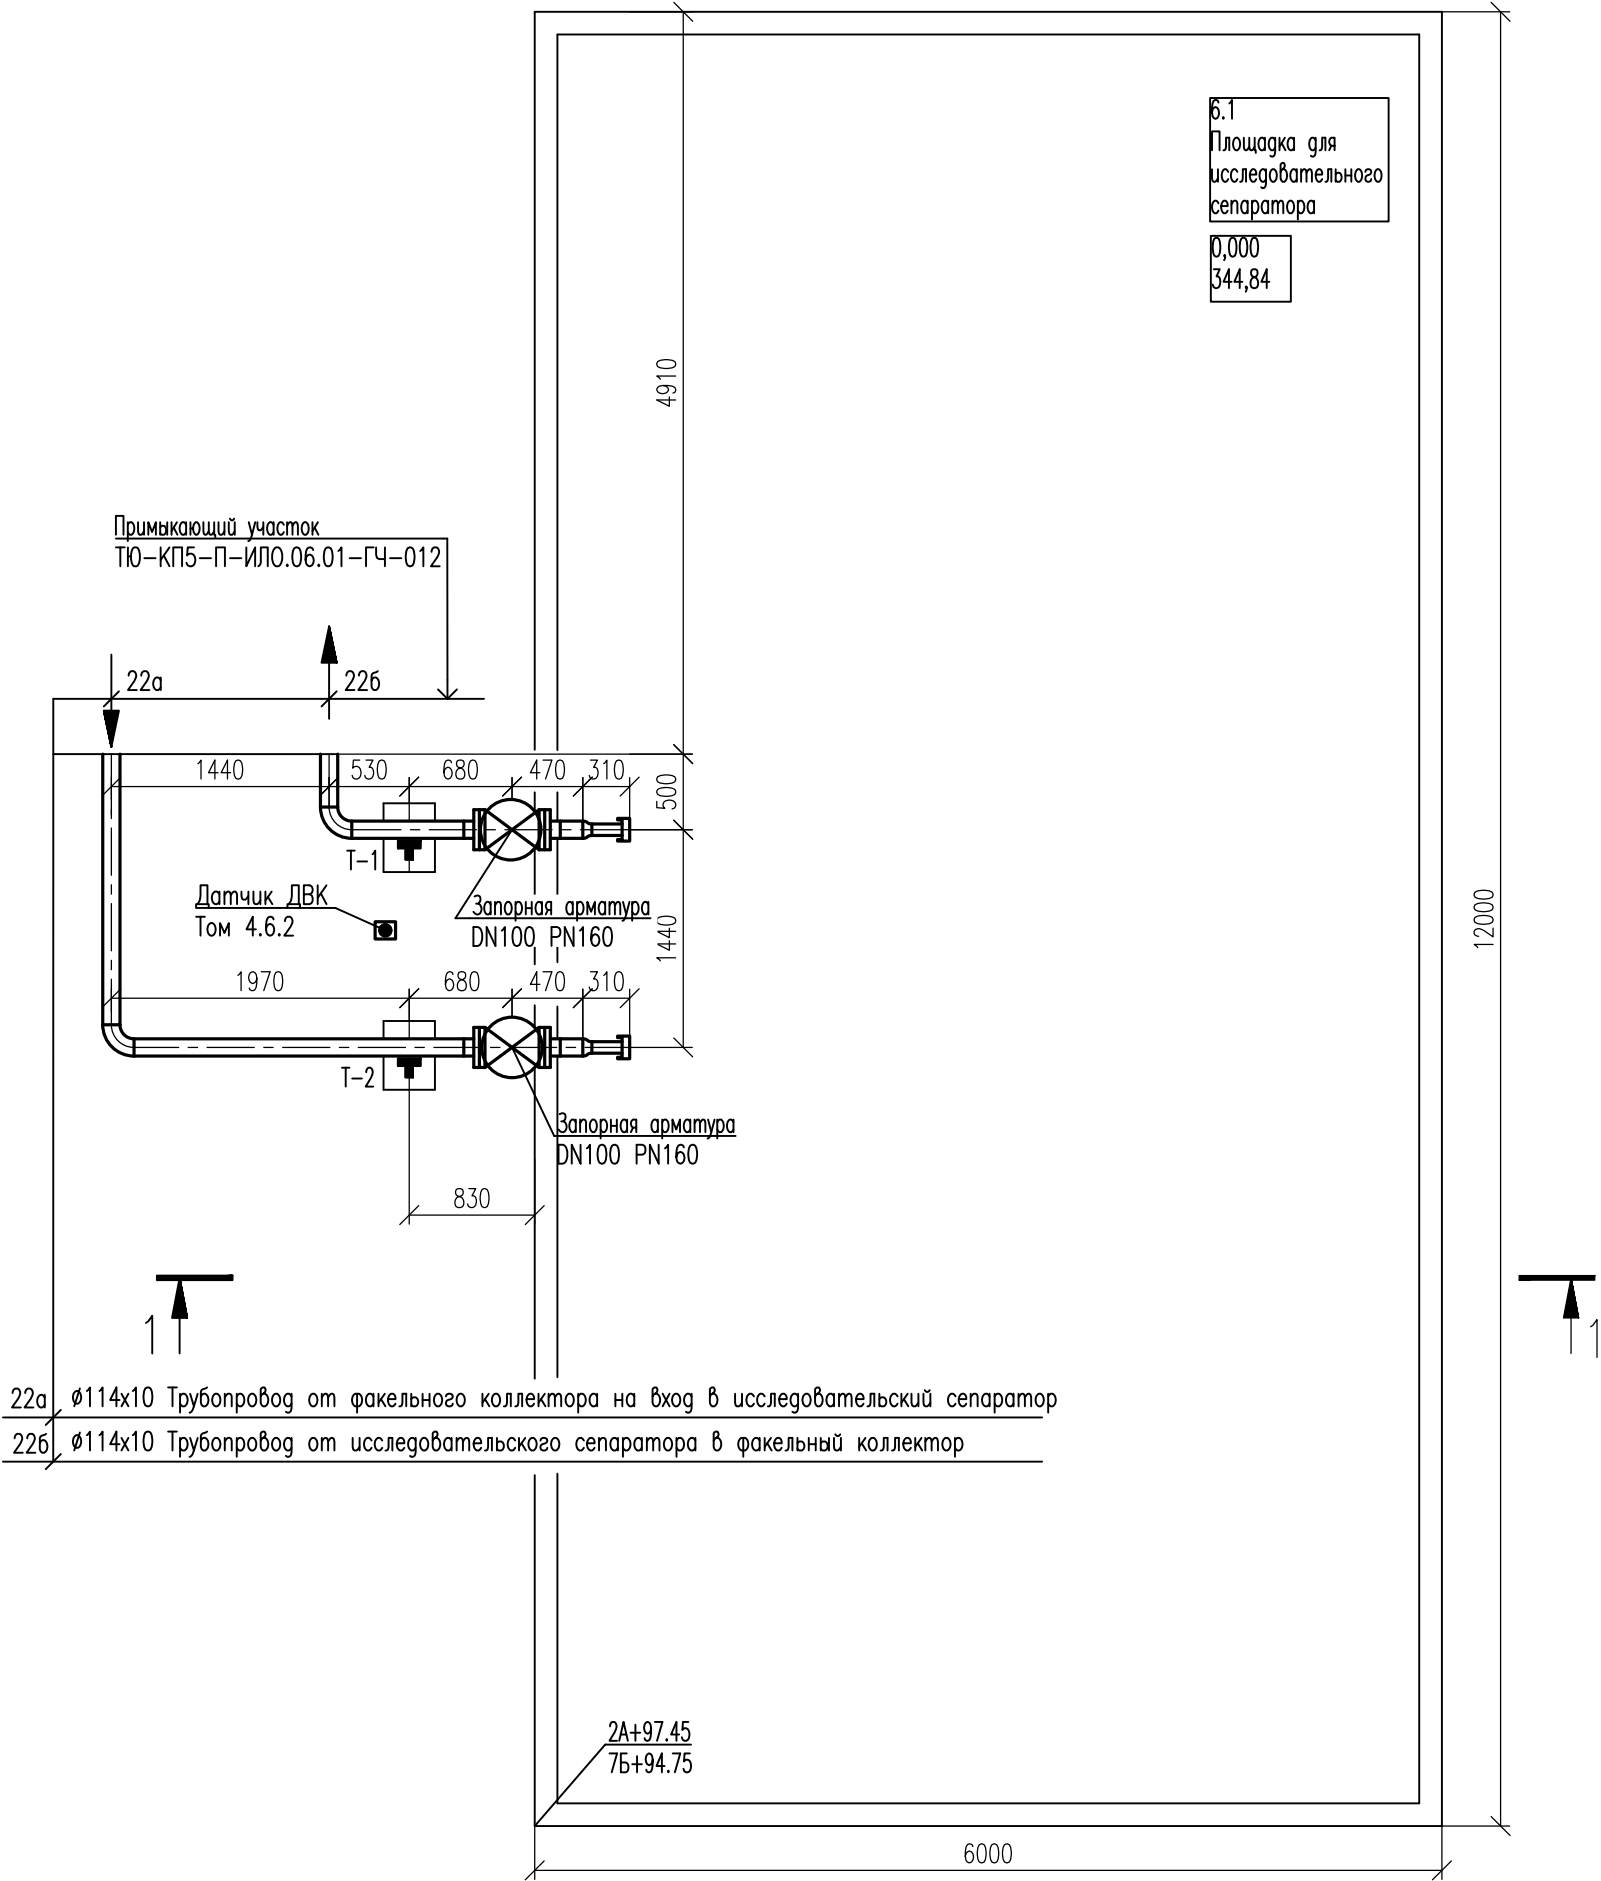 6.1
Площадка для
исследовательного
сепаратора
0,000
344,84
4910
Примыкающий участок
ТЮ-КП5-П-ИЛО.06.01-ГЧ-012
22а
22б
1440
530
680
470
310
500
Т-1
Датчик ДВК
Том 4.6.2
Запорная арматура
DN100 PN160
1440
12000
1970
680
470
310
Т-2
Запорная арматура
DN100 PN160
830
1
1
22а ø114х10 Трубопровод от факельного коллектора на вход в исследовательский сепаратор
22б ø114х10 Трубопровод от исследовательского сепаратора в факельный коллектор
2А+97.45
7Б+94.75
6000